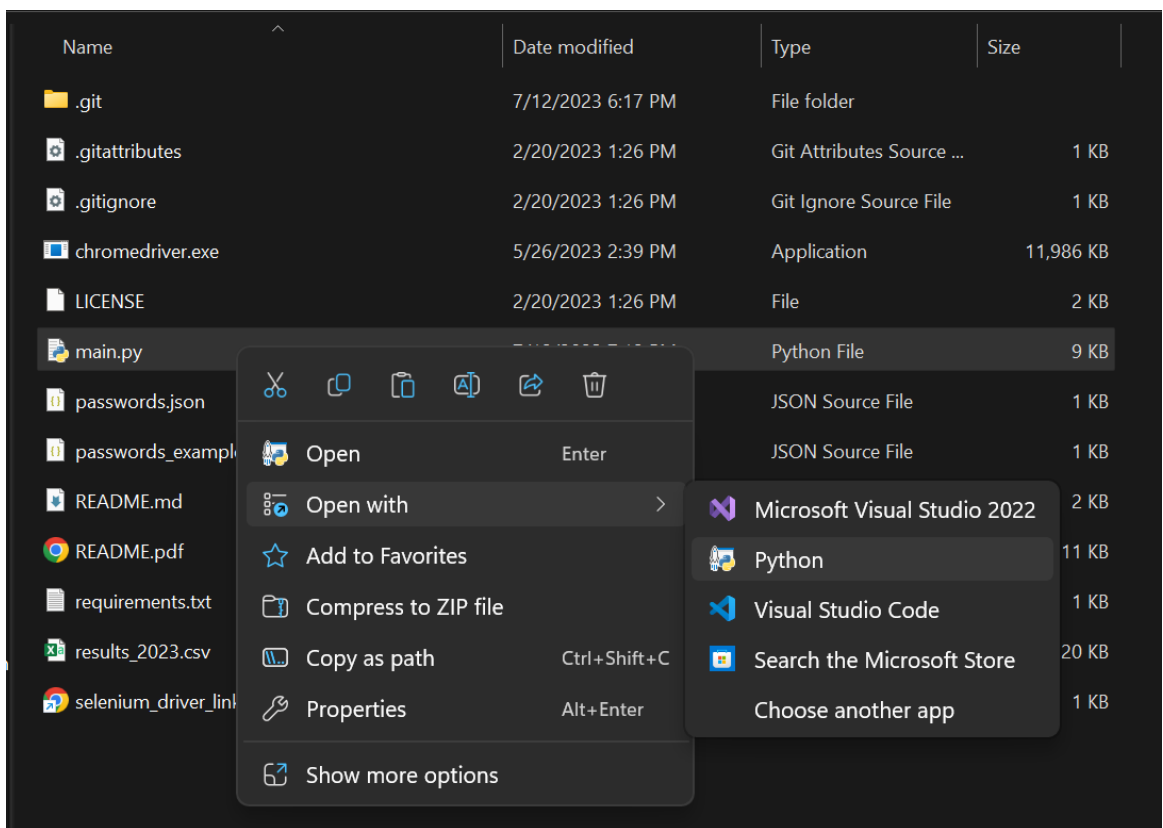 Name Date modified Type Size
.git 7/12/2023 6:17 PM File folder
.gitattributes 2/20/2023 1:26 PM Git Attributes Source ... 1 KB
.gitignore 2/20/2023 1:26 PM Git Ignore Source File 1 KB
chromedriver.exe 5/26/2023 2:39 PM Application 11,986 KB
LICENSE 2/20/2023 1:26 PM File 2 KB
main.py Python File 9 KB
passwords.json JSON Source File 1 KB
passwords_exampl JSON Source File 1 KB
README.md 2 KB
README.pdf 11 KB
requirements.txt 1 KB
results_2023.csv 20 KB
selenium_driver_lin 1 KB
Open Enter
Open with
Add to Favorites
Compress to ZIP file
Copy as path Ctrl+Shift+C
Properties Alt+Enter
Show more options
Microsoft Visual Studio 2022
Python
Visual Studio Code
Search the Microsoft Store
Choose another app